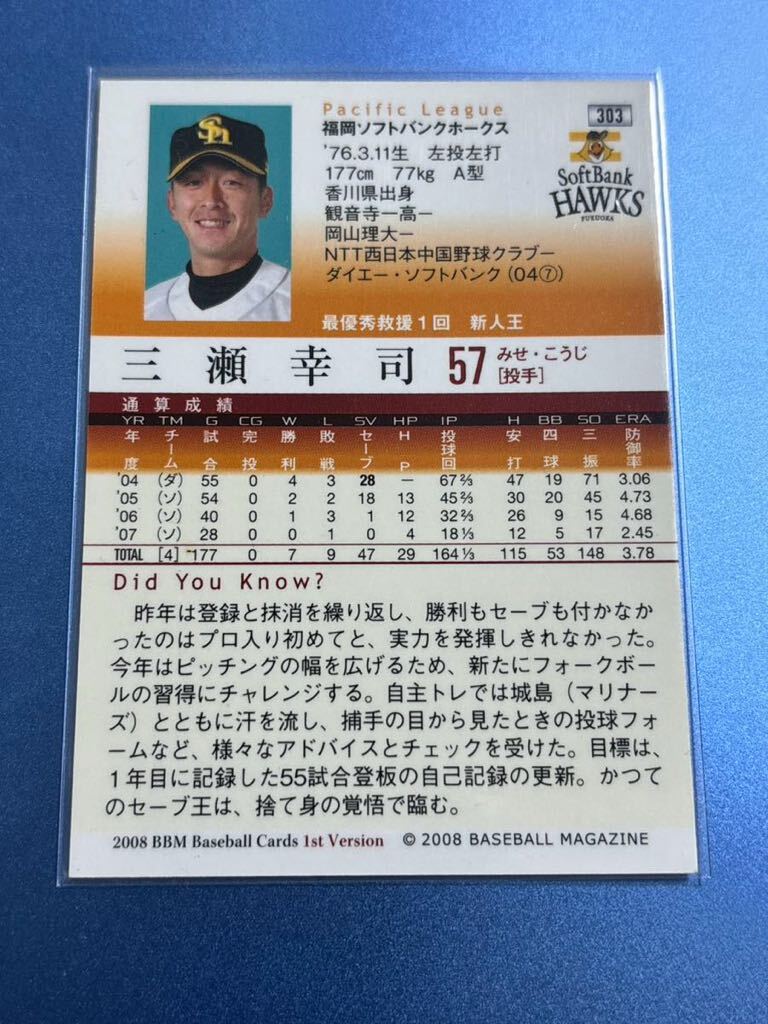 Sh
Pacific League
303
福岡ソフトバンクホークス
'76.3.11生 左投左打
177cm 77kg A型
香川県出身
観音寺一高ー
岡山理大ー
NTT西日本中国野球クラブー
ダイエー・ソフトバンク(04⑦)
SoftBank
HAWKS
FUKUOKA
最優秀救援1回 新人王
三瀬幸司 57 みせ・こうじ
[投手]
通算成績
YR TM G CG W L SV HP IP H BB SO ERA
年度 チーム 試合 完投 勝利 敗戦 セーブ HP 投球回 安打 四球 三振 防御率
'04 (ダ) 55 0 4 3 28 − 67 2/3 47 19 71 3.06
'05 (ソ) 54 0 2 2 18 13 45 2/3 30 20 45 4.73
'06 (ソ) 40 0 1 3 1 12 32 2/3 26 9 15 4.68
'07 (ソ) 28 0 0 1 0 4 18 1/3 12 5 17 2.45
TOTAL [4] 177 0 7 9 47 29 164 1/3 115 53 148 3.78
Did You Know?
昨年は登録と抹消を繰り返し、勝利もセーブも付かなか
ったのはプロ入り初めてと、実力を発揮しきれなかった。
今年はピッチングの幅を広げるため、新たにフォークボー
ルの習得にチャレンジする。自主トレでは城島(マリナー
ズ)とともに汗を流し、捕手の目から見たときの投球フォ
ームなど、様々なアドバイスとチェックを受けた。目標は、
1年目に記録した55試合登板の自己記録の更新。かつて
のセーブ王は、捨て身の覚悟で臨む。
2008 BBM Baseball Cards 1st Version © 2008 BASEBALL MAGAZINE